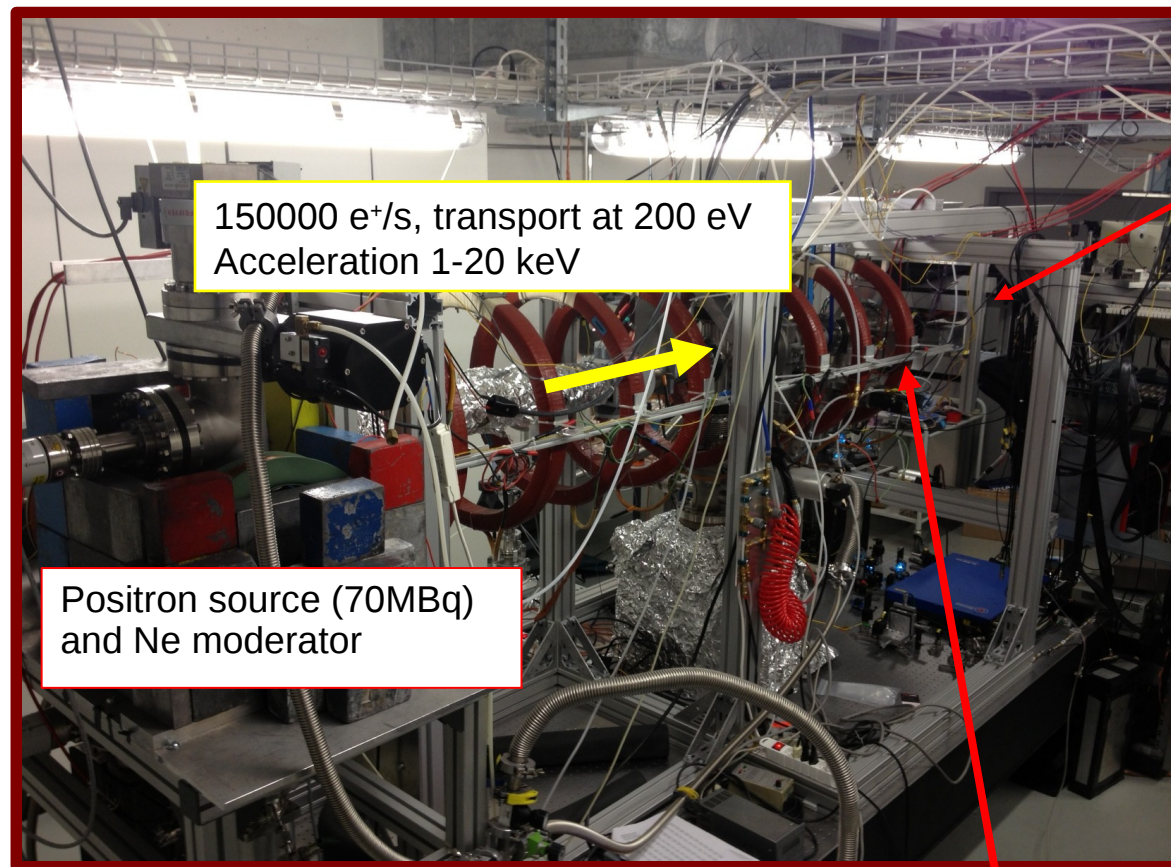 150000 e⁺/s, transport at 200 eV
Acceleration 1-20 keV
Positron source (70MBq)
and Ne moderator